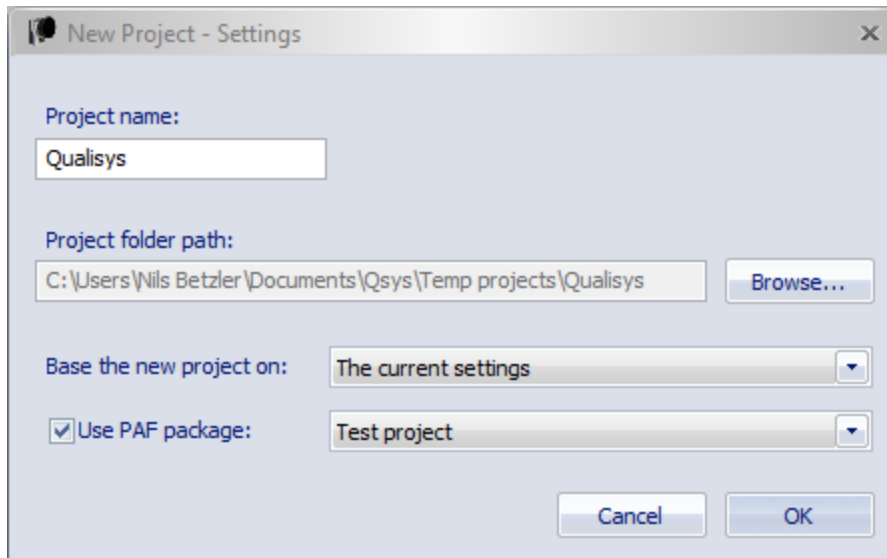 New Project - Settings
Project name:
Qualisys
Project folder path:
C:\Users\Nils Betzler\Documents\Qsys\Temp projects\Qualisys
Browse...
Base the new project on:
The current settings
Use PAF package:
Test project
Cancel
OK